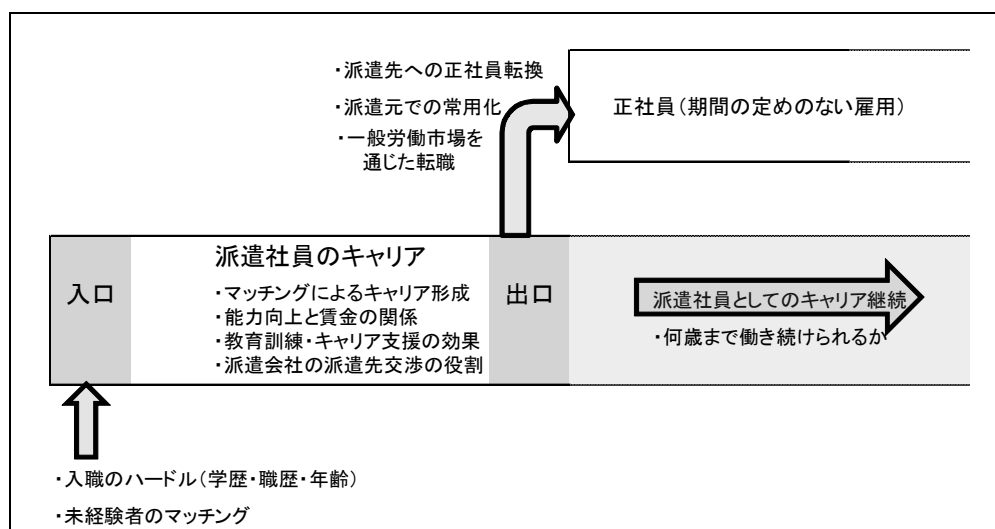 ・派遣先への正社員転換
・派遣元での常用化
・一般労働市場を
通じた転職
正社員（期間の定めのない雇用）
入口
派遣社員のキャリア
・マッチングによるキャリア形成
・能力向上と賃金の関係
・教育訓練・キャリア支援の効果
・派遣会社の派遣先交渉の役割
出口
派遣社員としてのキャリア継続
・何歳まで働き続けられるか
・入職のハードル（学歴・職歴・年齢）
・未経験者のマッチング